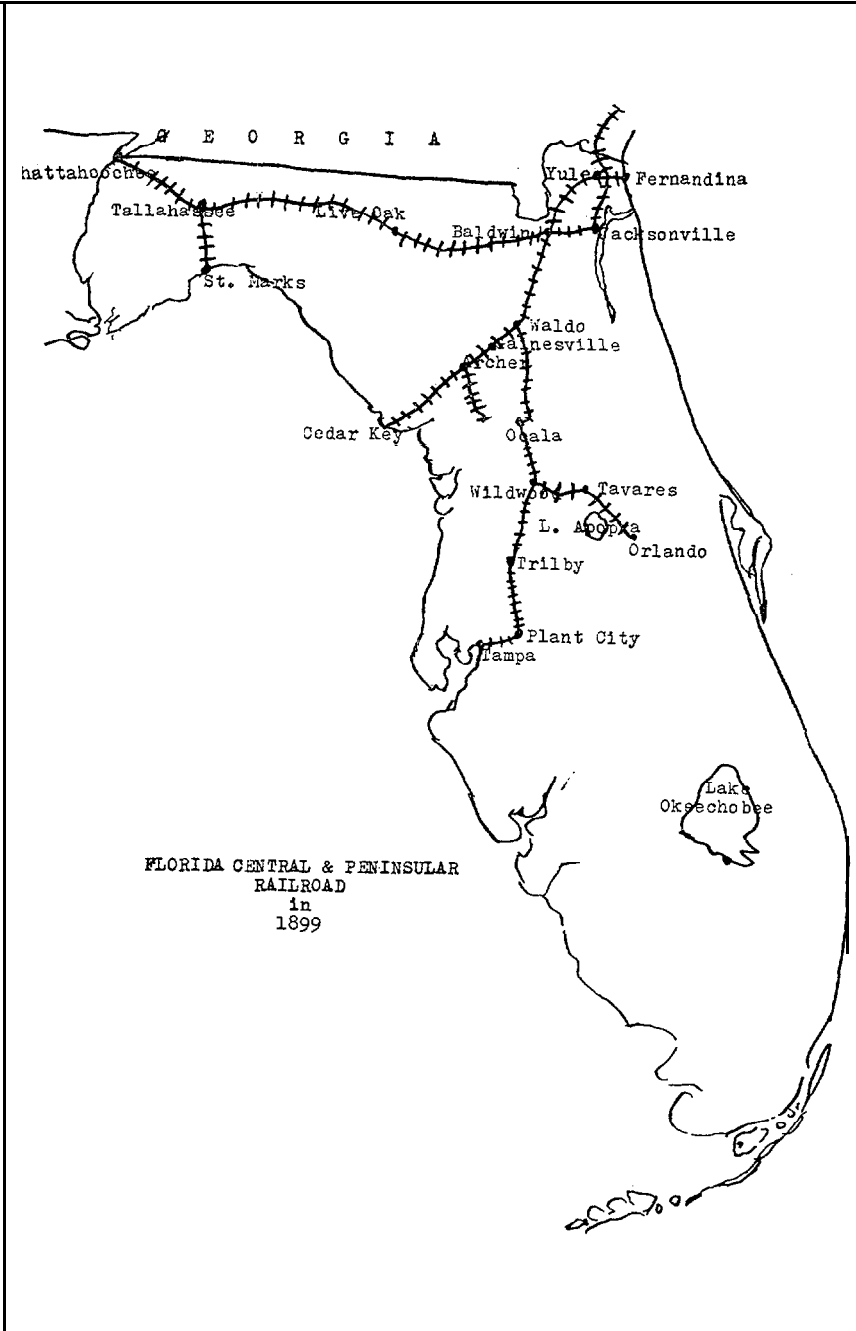 G E O R G I A
hattahoochee
Yulee
Fernandina
Tallahassee
Live Oak
Baldwin
Jacksonville
St. Marks
Waldo
Gainesville
Archer
Cedar Key
Ocala
Wildwood
Tavares
L. Apopka
Orlando
Trilby
Plant City
Tampa
Lake
Okeechobee
FLORIDA CENTRAL & PENINSULAR
RAILROAD
in
1899